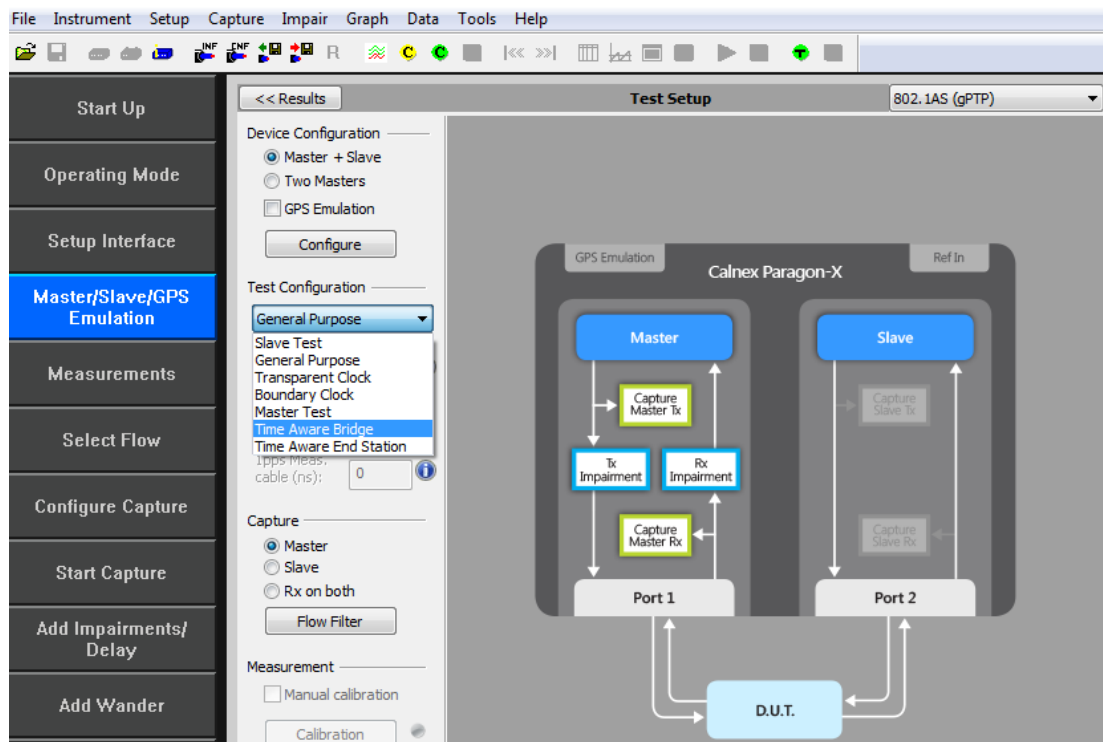 File Instrument Setup Capture Impair Graph Data Tools Help
INF INF R C C T
<< Results
Test Setup
802.1AS (gPTP)
Start Up
Operating Mode
Setup Interface
Master/Slave/GPS
Emulation
Measurements
Select Flow
Configure Capture
Start Capture
Add Impairments/
Delay
Add Wander
Device Configuration
Master + Slave
Two Masters
GPS Emulation
Configure
Test Configuration
General Purpose
Slave Test
General Purpose
Transparent Clock
Boundary Clock
Master Test
Time Aware Bridge
Time Aware End Station
1pps Meas.
cable (ns):
0
Capture
Master
Slave
Rx on both
Flow Filter
Measurement
Manual calibration
Calibration
GPS Emulation
Calnex Paragon-X
Ref In
Master
Slave
Capture
Master Tx
Capture
Slave Tx
Tx
Impairment
Rx
Impairment
Capture
Master Rx
Capture
Slave Rx
Port 1
Port 2
D.U.T.